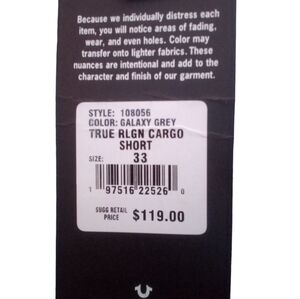 Because we individually distress each
item, you will notice areas of fading,
wear, and even holes. Color may
transfer onto lighter fabrics. These
nuances are intentional and add to the
character and finish of our garment.
STYLE: 108056
COLOR: GALAXY GREY
TRUE RLGN CARGO
SHORT
SIZE: 33
1 97516 22526 0
SUGG RETAIL
PRICE $119.00